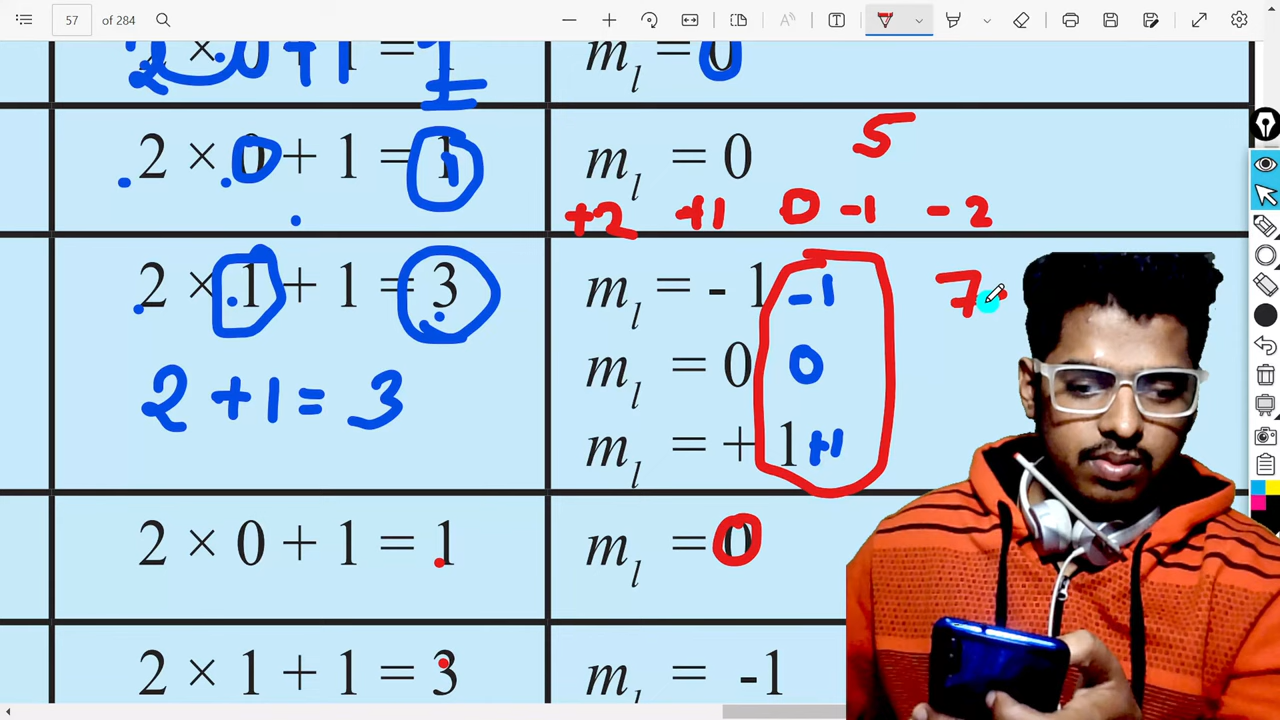 57 of 284
2 × 0 + 1 = 1 m_l = 0
2 × 0 + 1 = 1 m_l = 0 5
+2 +1 0 -1 -2
2 × 1 + 1 = 3 m_l = - 1 -1 7
m_l = 0 0
2 + 1 = 3
m_l = + 1 +1
2 × 0 + 1 = 1 m_l = 0
2 × 1 + 1 = 3 m_l = -1